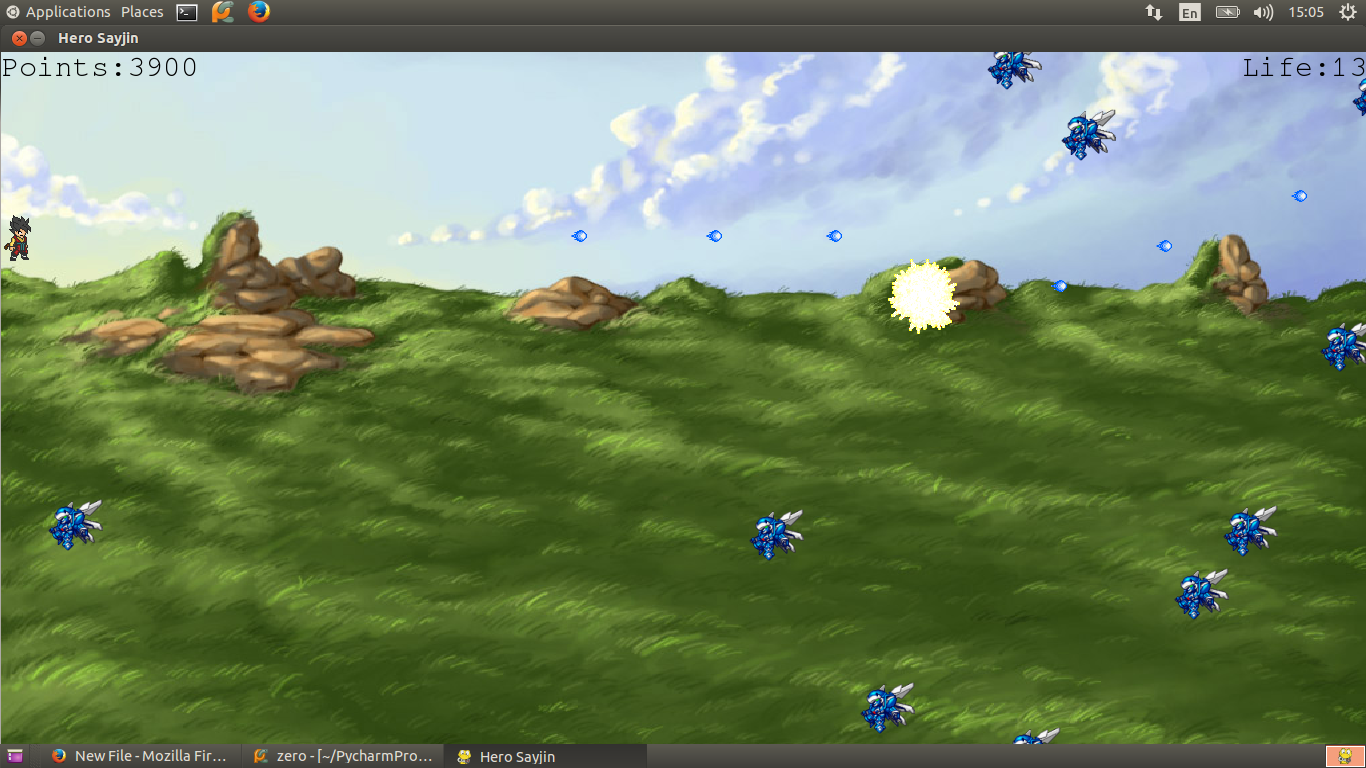 Applications Places
En
15:05
Hero Sayjin
Points:3900
Life:13
New File - Mozilla Fir...
zero - [~/PycharmPro...
Hero Sayjin